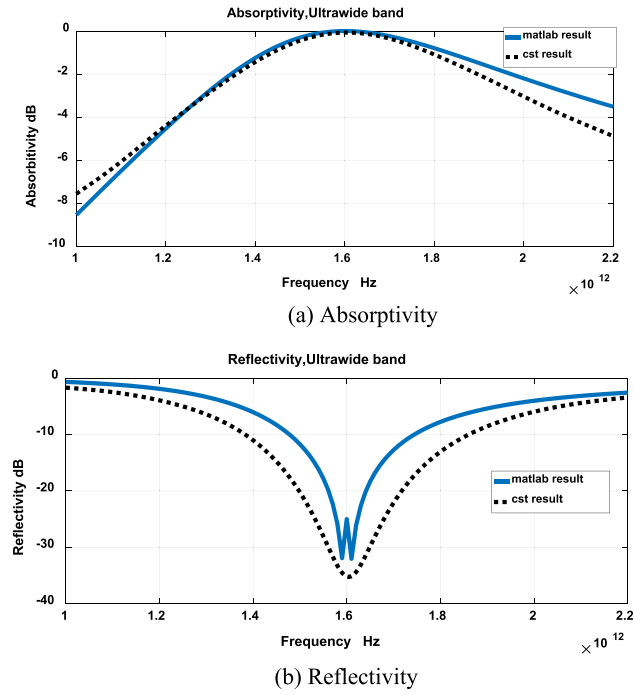 Absorptivity,Ultrawide band
0
-2
-4
-6
-8
-10
Absorbitivity dB
matlab result
cst result
1 1.2 1.4 1.6 1.8 2 2.2
Frequency Hz
×10 12
(a) Absorptivity
Reflectivity,Ultrawide band
0
-10
-20
-30
-40
Reflectivity dB
matlab result
cst result
1 1.2 1.4 1.6 1.8 2 2.2
Frequency Hz
×10 12
(b) Reflectivity